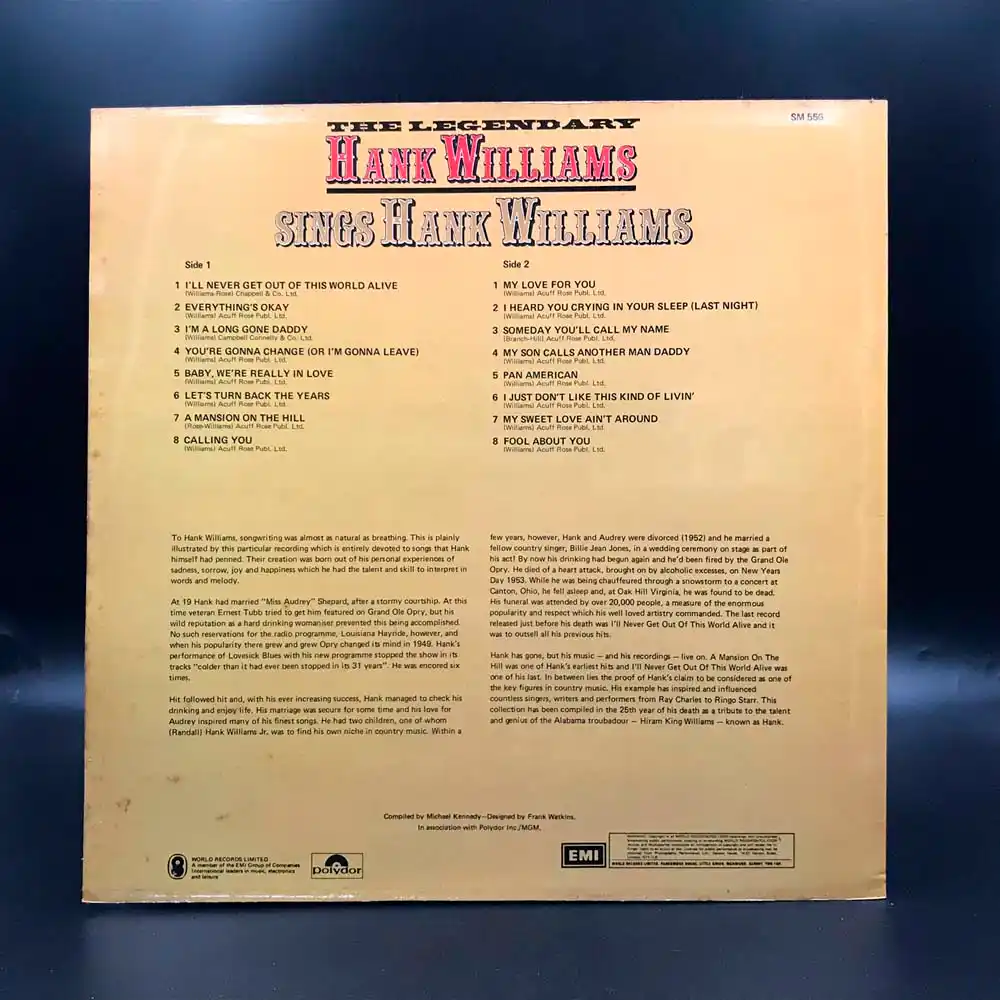 THE LEGENDARY
HANK WILLIAMS
SINGS HANK WILLIAMS
SM 556
Side 1
1 I'LL NEVER GET OUT OF THIS WORLD ALIVE
(Williams-Rose) Chappell & Co. Ltd.
2 EVERYTHING'S OKAY
(Williams) Acuff Rose Publ. Ltd.
3 I'M A LONG GONE DADDY
(Williams) Campbell Connelly & Co. Ltd.
4 YOU'RE GONNA CHANGE (OR I'M GONNA LEAVE)
(Williams) Acuff Rose Publ. Ltd.
5 BABY, WE'RE REALLY IN LOVE
(Williams) Acuff Rose Publ. Ltd.
6 LET'S TURN BACK THE YEARS
(Williams) Acuff Rose Publ. Ltd.
7 A MANSION ON THE HILL
(Rose-Williams) Acuff Rose Publ. Ltd.
8 CALLING YOU
(Williams) Acuff Rose Publ. Ltd.
Side 2
1 MY LOVE FOR YOU
(Williams) Acuff Rose Publ. Ltd.
2 I HEARD YOU CRYING IN YOUR SLEEP (LAST NIGHT)
(Williams) Acuff Rose Publ. Ltd.
3 SOMEDAY YOU'LL CALL MY NAME
(Branch-Hill) Acuff Rose Publ. Ltd.
4 MY SON CALLS ANOTHER MAN DADDY
(Williams) Acuff Rose Publ. Ltd.
5 PAN AMERICAN
(Williams) Acuff Rose Publ. Ltd.
6 I JUST DON'T LIKE THIS KIND OF LIVIN'
(Williams) Acuff Rose Publ. Ltd.
7 MY SWEET LOVE AIN'T AROUND
(Williams) Acuff Rose Publ. Ltd.
8 FOOL ABOUT YOU
(Williams) Acuff Rose Publ. Ltd.
To Hank Williams, songwriting was almost as natural as breathing. This is plainly
illustrated by this particular recording which is entirely devoted to songs that Hank
himself had penned. Their creation was born out of his personal experiences of
sadness, sorrow, joy and happiness which he had the talent and skill to interpret in
words and melody.
At 19 Hank had married "Miss Audrey" Shepard, after a stormy courtship. At this
time veteran Ernest Tubb tried to get him featured on Grand Ole Opry, but his
wild reputation as a hard drinking womaniser prevented this being accomplished.
No such reservations for the radio programme, Louisiana Hayride, however, and
when his popularity there grew and grew Opry changed its mind in 1949. Hank's
performance of Lovesick Blues with his new programme stopped the show in its
tracks "colder than it had ever been stopped in its 31 years". He was encored six
times.
Hit followed hit and, with his ever increasing success, Hank managed to check his
drinking and enjoy life. His marriage was secure for some time and his love for
Audrey inspired many of his finest songs. He had two children, one of whom
(Randall) Hank Williams Jr. was to find his own niche in country music. Within a
few years, however, Hank and Audrey were divorced (1952) and he married a
fellow country singer, Billie Jean Jones, in a wedding ceremony on stage as part of
his act! By now his drinking had begun again and he'd been fired by the Grand Ole
Opry. He died of a heart attack, brought on by alcoholic excesses, on New Years
Day 1953. While he was being chauffeured through a snowstorm to a concert at
Canton, Ohio, he fell asleep and, at Oak Hill Virginia, he was found to be dead.
His funeral was attended by over 20,000 people, a measure of the enormous
popularity and respect which his well loved artistry commanded. The last record
released just before his death was I'll Never Get Out Of This World Alive and it
was to outsell all his previous hits.
Hank has gone, but his music – and his recordings – live on. A Mansion On The
Hill was one of Hank's earliest hits and I'll Never Get Out Of This World Alive was
one of his last. In between lies the proof of Hank's claim to be considered as one of
the key figures in country music. His example has inspired and influenced
countless singers, writers and performers from Ray Charles to Ringo Starr. This
collection has been compiled in the 25th year of his death as a tribute to the talent
and genius of the Alabama troubadour – Hiram King Williams – known as Hank.
Compiled by Michael Kennedy–Designed by Frank Watkins.
In association with Polydor Inc./MGM.
WORLD RECORDS LIMITED
A member of the EMI Group of Companies
International leaders in music, electronics
and leisure
polydor
EMI